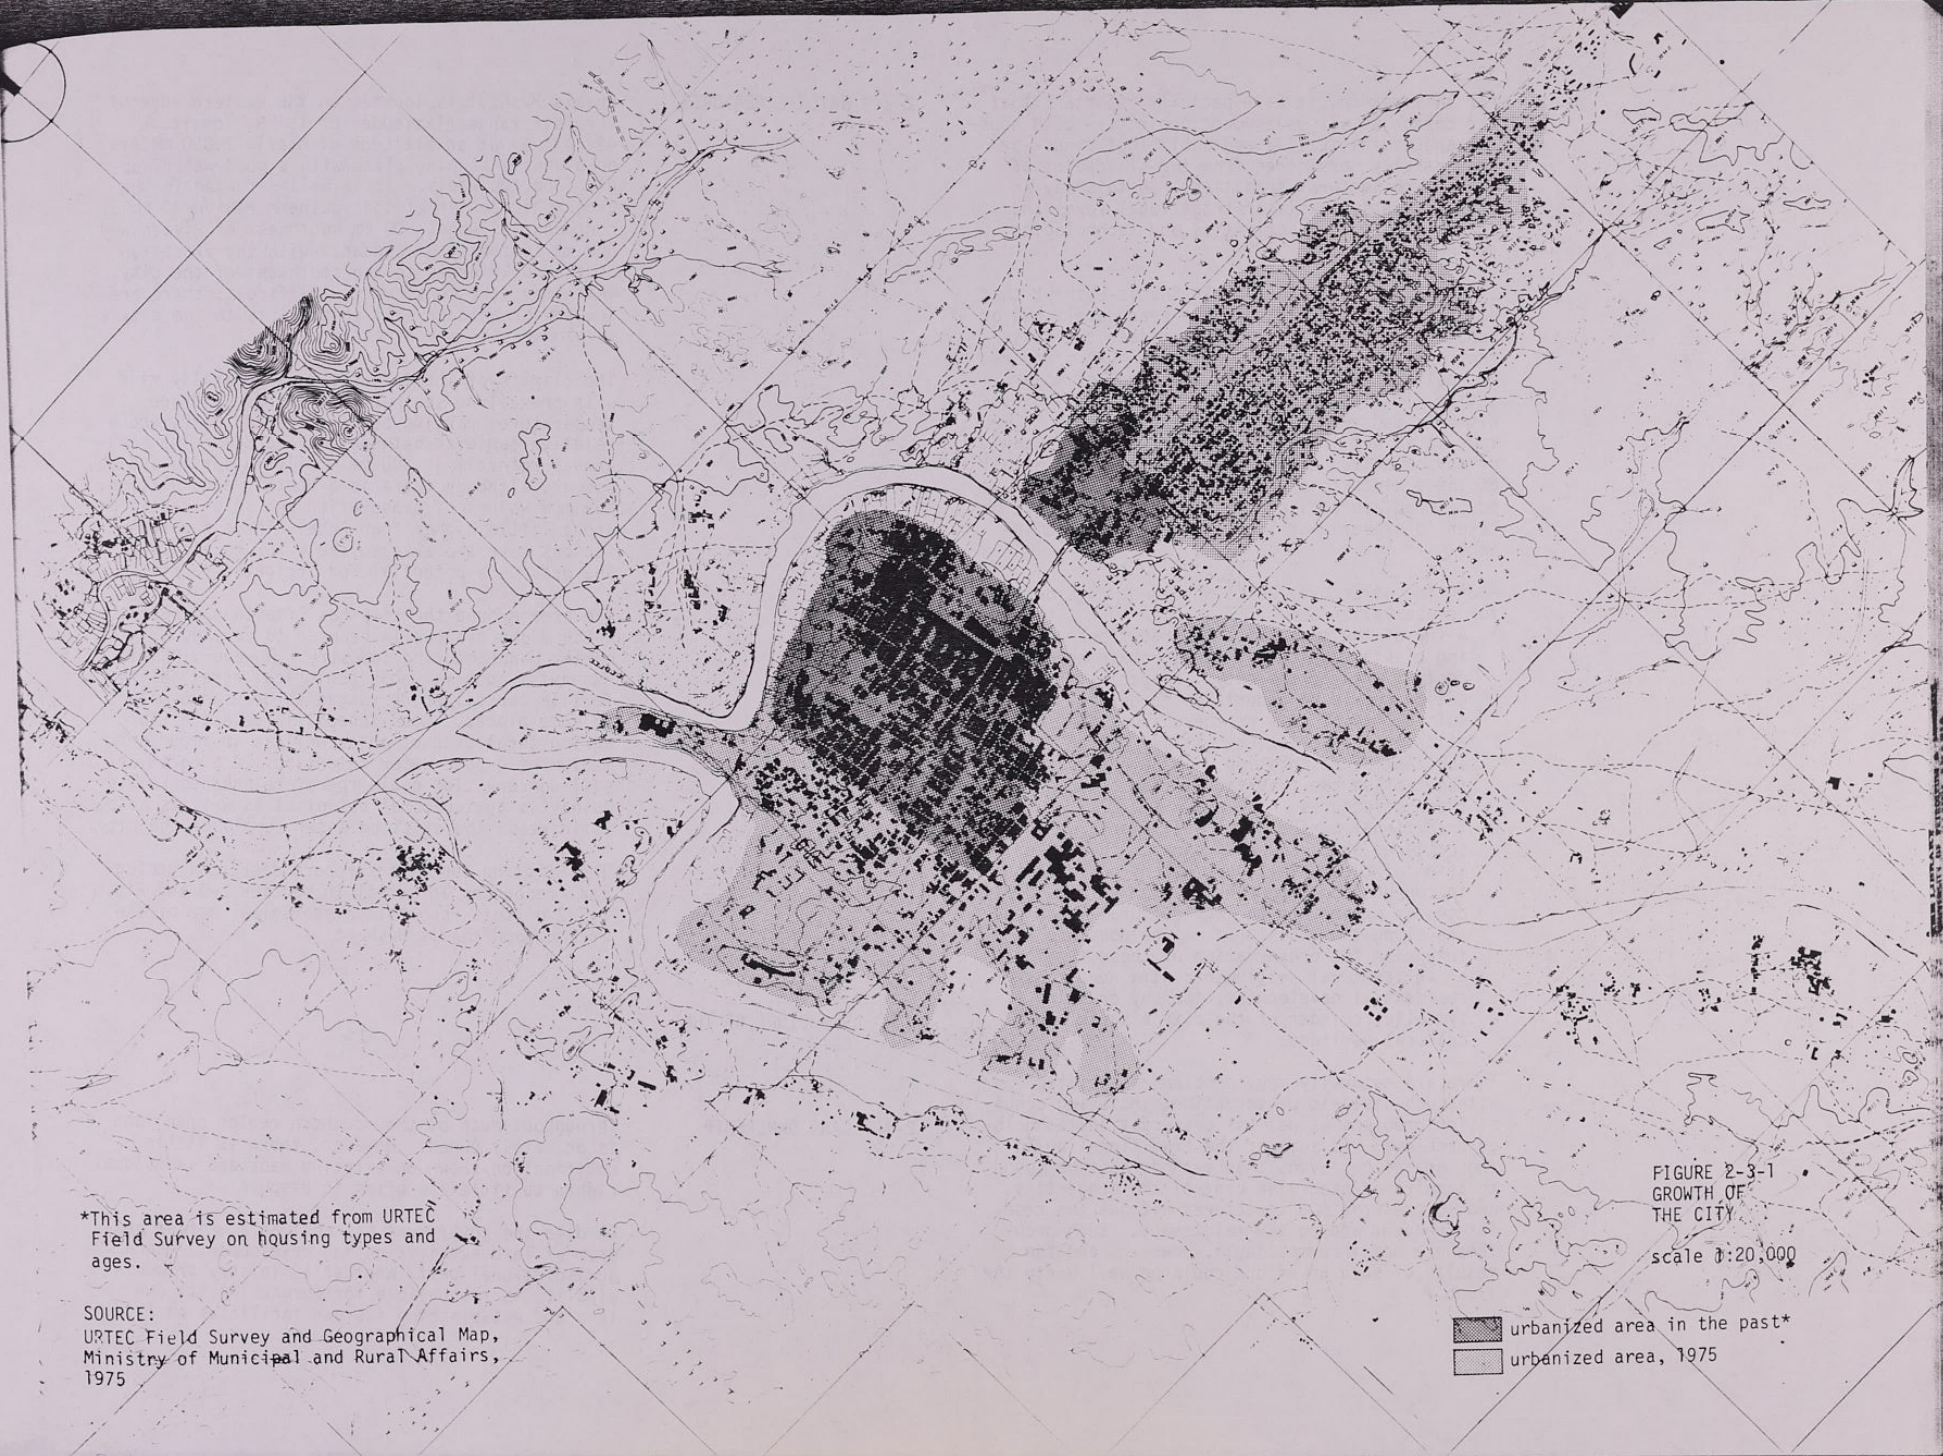 *This area is estimated from URTEC
Field Survey on housing types and
ages.
SOURCE:
URTEC Field Survey and Geographical Map,
Ministry of Municipal and Rural Affairs,
1975
FIGURE 2-3-1
GROWTH OF
THE CITY
scale 1:20,000
urbanized area in the past*
urbanized area, 1975